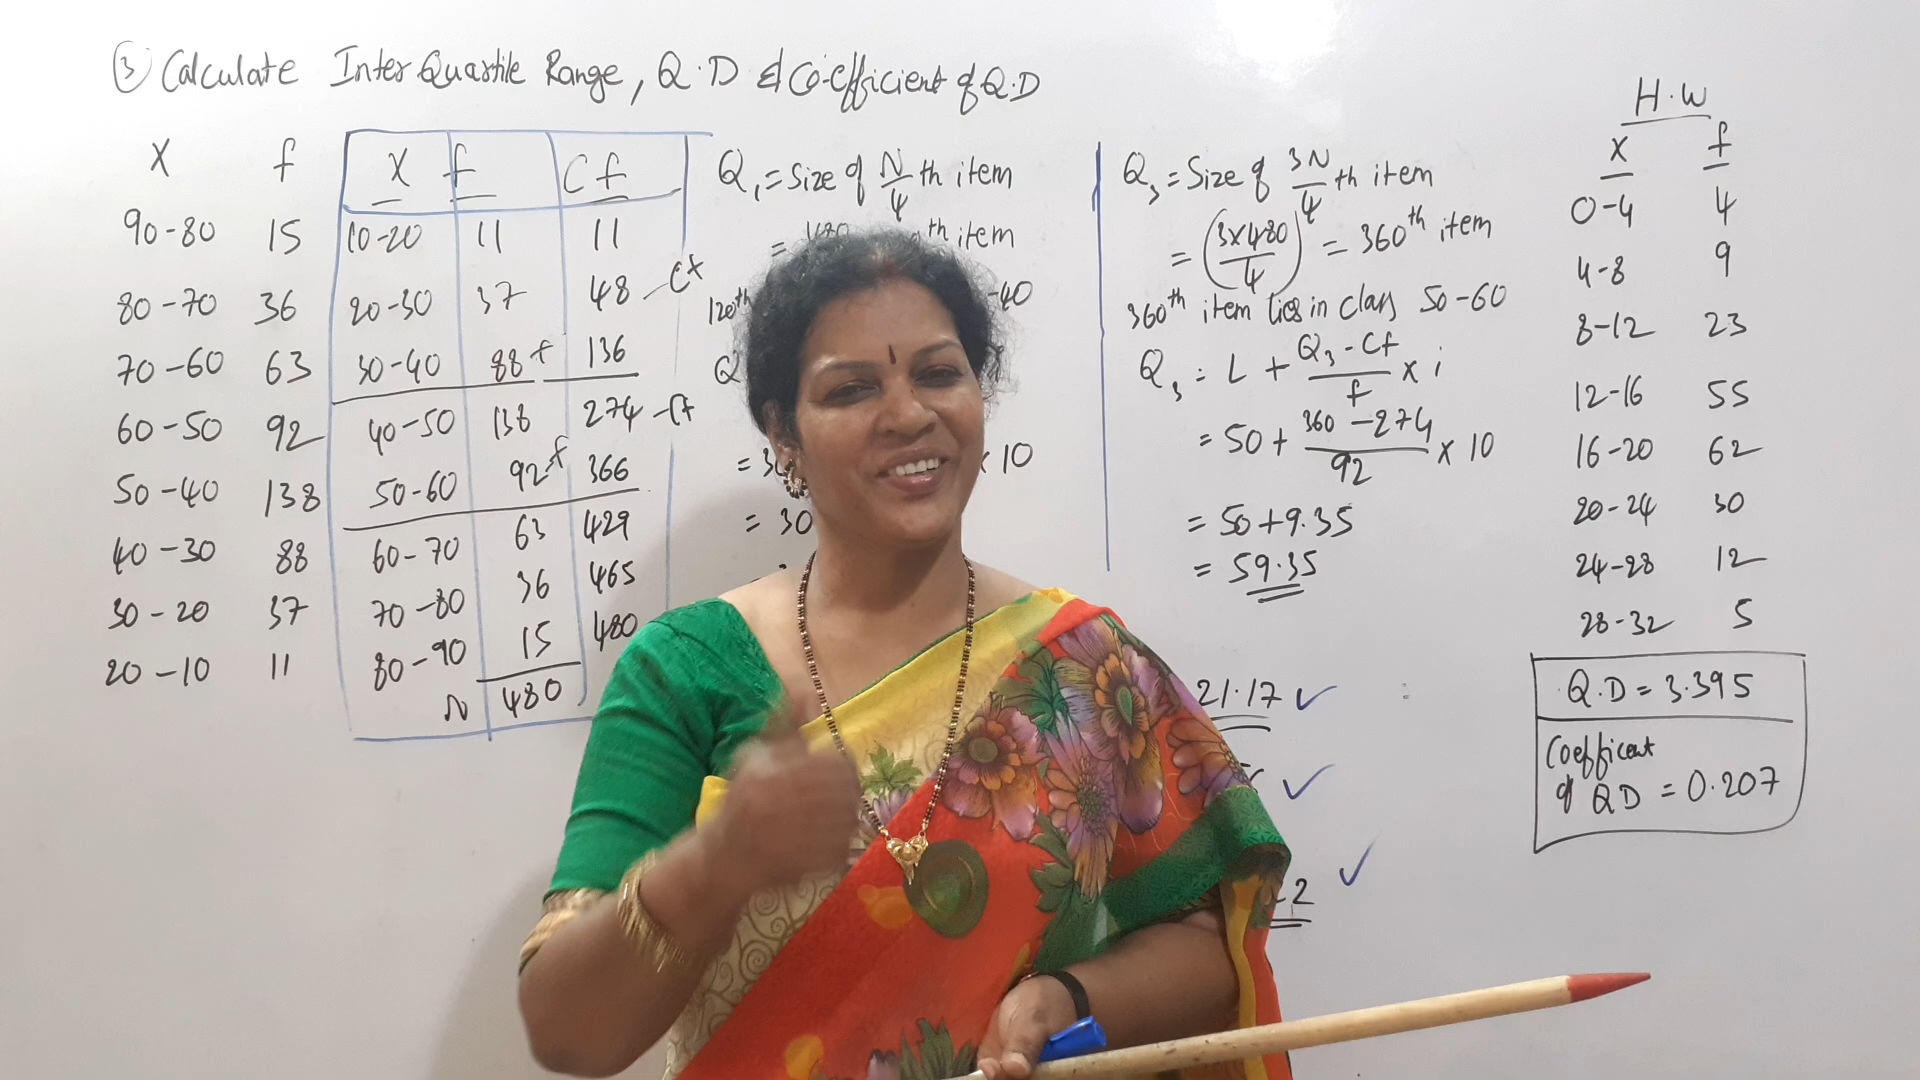 ③ Calculate Inter Quartile Range, Q.D & Co-efficient of Q.D
X f
90-80 15
80-70 36
70-60 63
60-50 92
50-40 138
40-30 88
30-20 37
20-10 11
X f Cf
10-20 11 11
20-30 37 48 - Cf
30-40 88 f 136
40-50 138 274 - Cf
50-60 92 f 366
60-70 63 429
70-80 36 465
80-90 15 480
N 480
Q₁ = Size of N/4 th item
= th item
120th -40
Q
= 30 × 10
= 30
Q₃ = Size of 3N/4 th item
= (3×480/4) = 360th item
360th item lies in class 50-60
Q₃ = L + Q₃ - Cf/f × i
= 50 + 360 - 274/92 × 10
= 50 + 9.35
= 59.35
21.17 ✓
✓
2 ✓
H.W
X f
0-4 4
4-8 9
8-12 23
12-16 55
16-20 62
20-24 30
24-28 12
28-32 5
Q.D = 3.395
Coefficent
of QD = 0.207